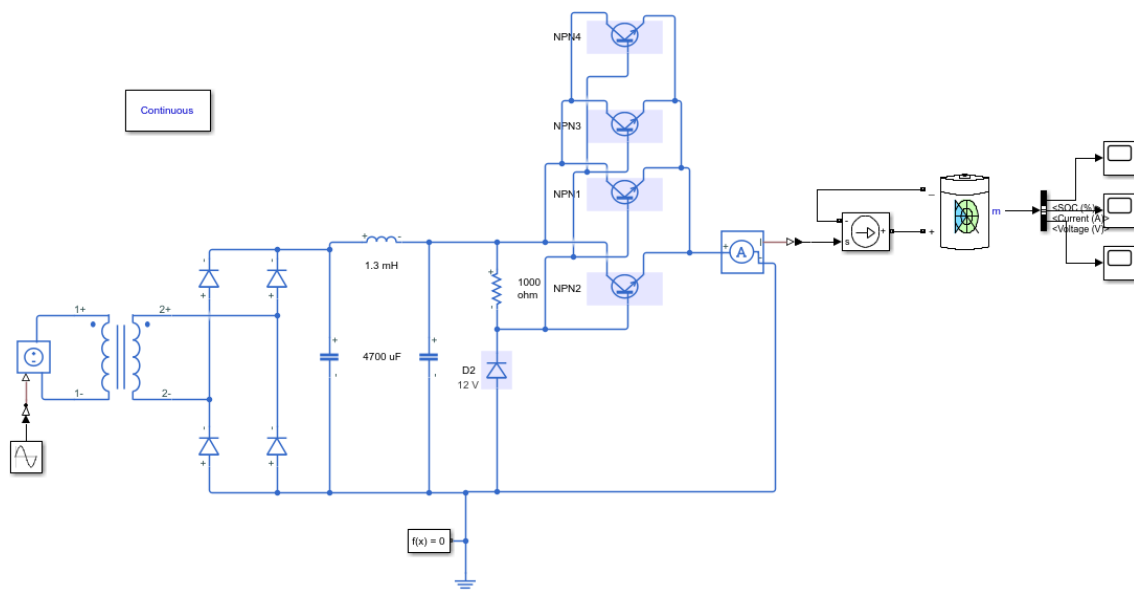 NPN4
Continuous
NPN3
NPN1
<SOC (%)>
m
<Current (A)>
<Voltage (V)>
+
-
s
+
_
+
+
-
1.3 mH
A
I
+
-
1000
ohm
NPN2
1+
2+
4700 uF
D2
12 V
1-
2-
f(x) = 0